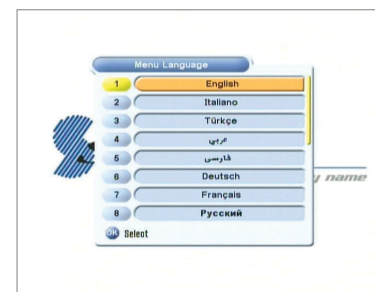 Menu Language
1 English
2 Italiano
3 Türkçe
4 عربي
5 فارسی
6 Deutsch
7 Français
8 Русский
y name
OK Select